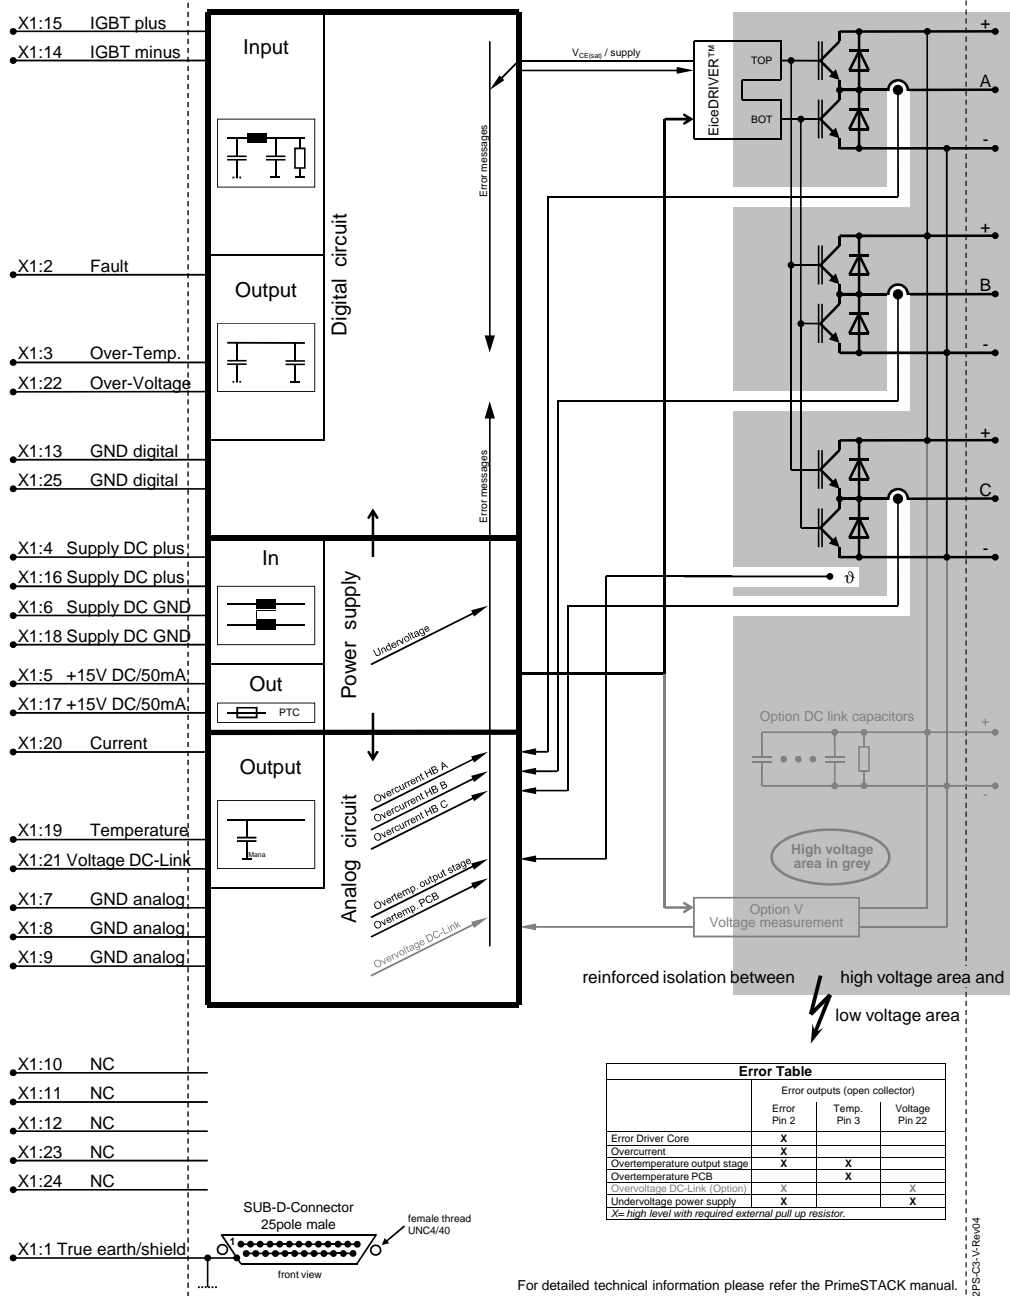 X1:15 IGBT plus
X1:14 IGBT minus
X1:2 Fault
X1:3 Over-Temp.
X1:22 Over-Voltage
X1:13 GND digital
X1:25 GND digital
X1:4 Supply DC plus
X1:16 Supply DC plus
X1:6 Supply DC GND
X1:18 Supply DC GND
X1:5 +15V DC/50mA
X1:17 +15V DC/50mA
X1:20 Current
X1:19 Temperature
X1:21 Voltage DC-Link
X1:7 GND analog
X1:8 GND analog
X1:9 GND analog
X1:10 NC
X1:11 NC
X1:12 NC
X1:23 NC
X1:24 NC
X1:1 True earth/shield
Input
Output
Digital circuit
Error messages
Error messages
In
Out
PTC
Power supply
Undervoltage
Output
Mana
Analog circuit
Overcurrent HB A
Overcurrent HB B
Overcurrent HB C
Overtemp. output stage
Overtemp. PCB
Overvoltage DC-Link
VCE(sat) / supply
EiceDRIVER™
TOP
BOT
+
A
-
+
B
-
+
C
-
ϑ
Option DC link capacitors
+
-
High voltage
area in grey
Option V
Voltage measurement
reinforced isolation between high voltage area and
low voltage area
Error Table
Error outputs (open collector)
Error Temp. Voltage
Pin 2 Pin 3 Pin 22
Error Driver Core X
Overcurrent X
Overtemperature output stage X X
Overtemperature PCB X
Overvoltage DC-Link (Option) X X
Undervoltage power supply X X
X= high level with required external pull up resistor.
SUB-D-Connector
25pole male
1
female thread
UNC4/40
front view
For detailed technical information please refer the PrimeSTACK manual.
2PS-C3-V-Rev04